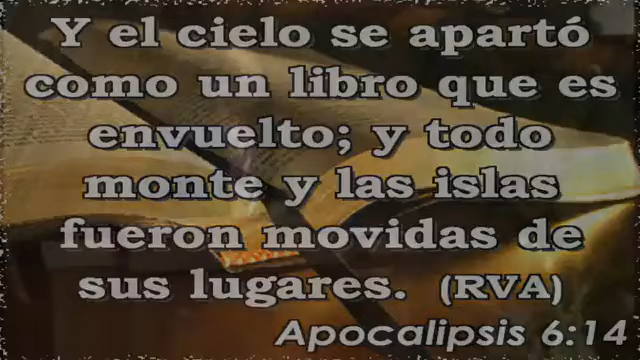 Y el cielo se apartó
como un libro que es
envuelto; y todo
monte y las islas
fueron movidas de
sus lugares. (RVA)
Apocalipsis 6:14